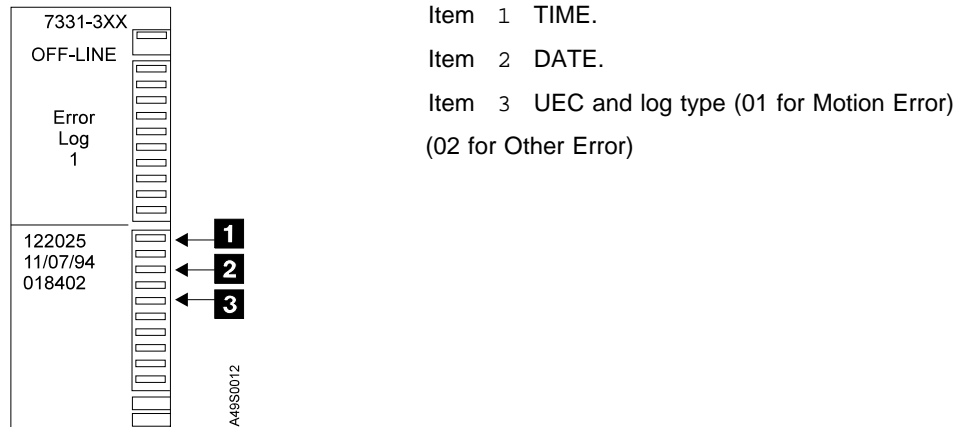 7331-3XX
OFF-LINE
Error
Log
1
122025
11/07/94
018402
1
2
3
A49S0012
Item 1 TIME.
Item 2 DATE.
Item 3 UEC and log type (01 for Motion Error)
(02 for Other Error)